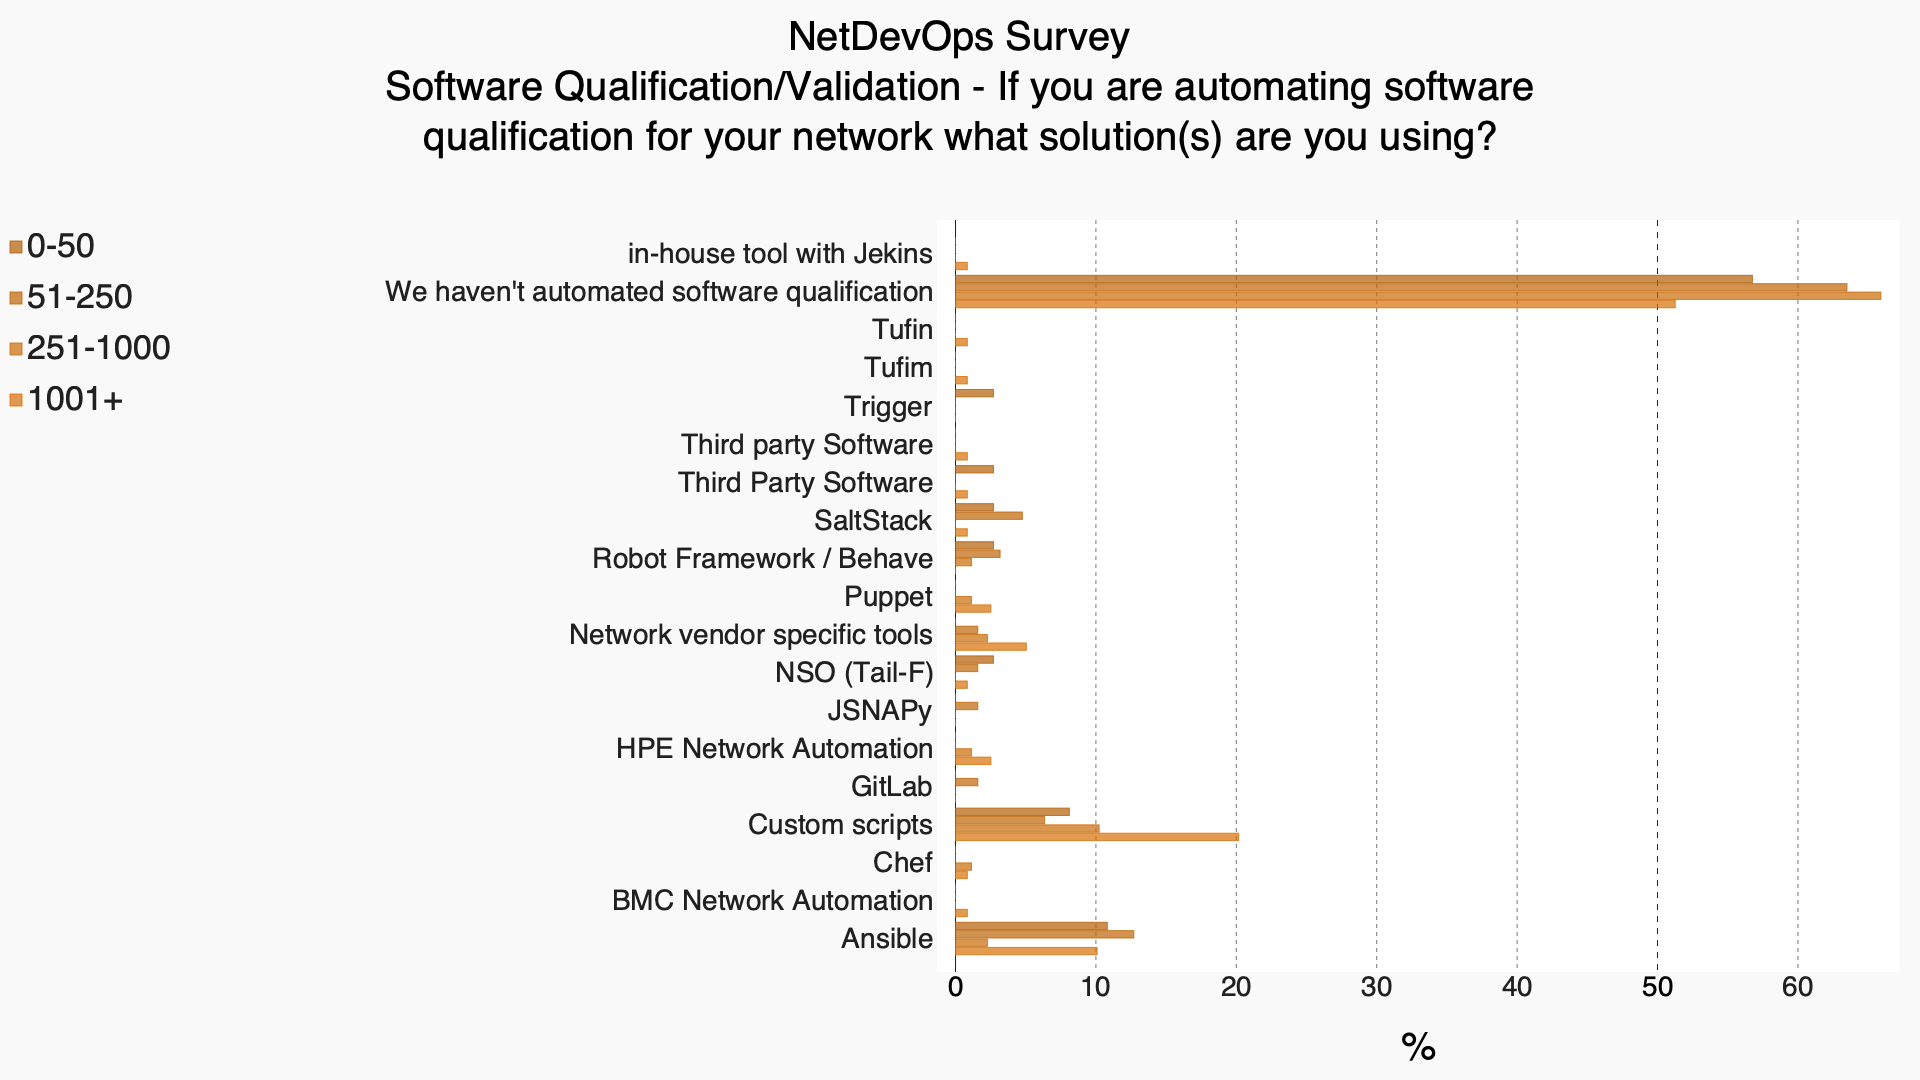 NetDevOps Survey
Software Qualification/Validation - If you are automating software
qualification for your network what solution(s) are you using?
0-50
51-250
251-1000
1001+
in-house tool with Jekins
We haven't automated software qualification
Tufin
Tufim
Trigger
Third party Software
Third Party Software
SaltStack
Robot Framework / Behave
Puppet
Network vendor specific tools
NSO (Tail-F)
JSNAPy
HPE Network Automation
GitLab
Custom scripts
Chef
BMC Network Automation
Ansible
0 10 20 30 40 50 60
%